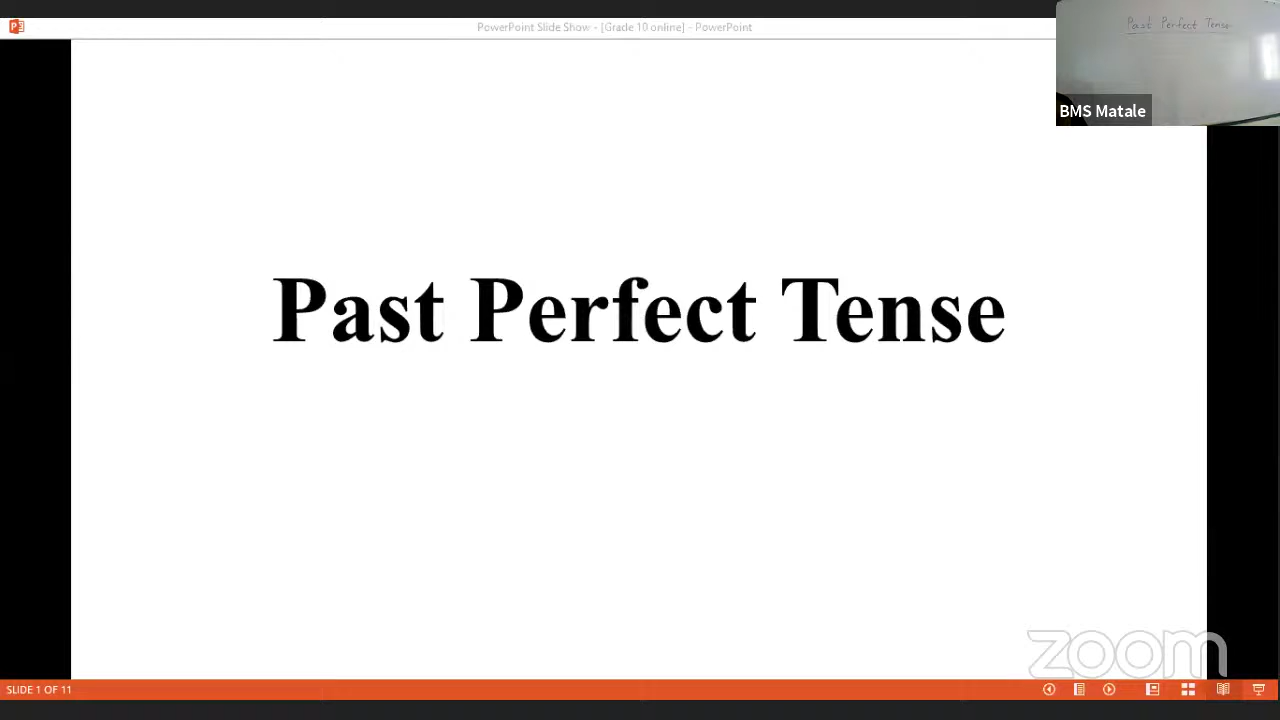 PowerPoint Slide Show - [Grade 10 online] - PowerPoint
Past Perfect Tense
BMS Matale
Past Perfect Tense
zoom
SLIDE 1 OF 11